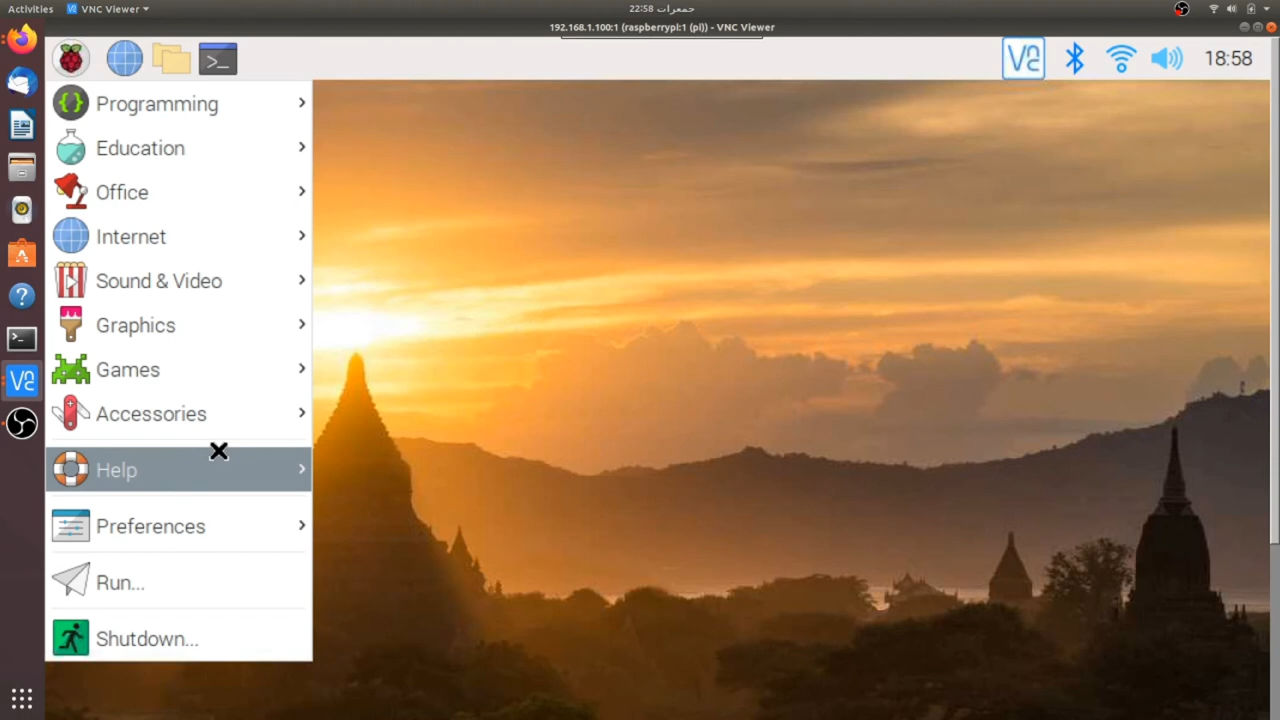 Activities VNC Viewer 22:58 جمعرات
192.168.1.100:1 (raspberrypi:1 (pi)) - VNC Viewer
18:58
Programming
Education
Office
Internet
Sound & Video
Graphics
Games
Accessories
Help
Preferences
Run...
Shutdown...